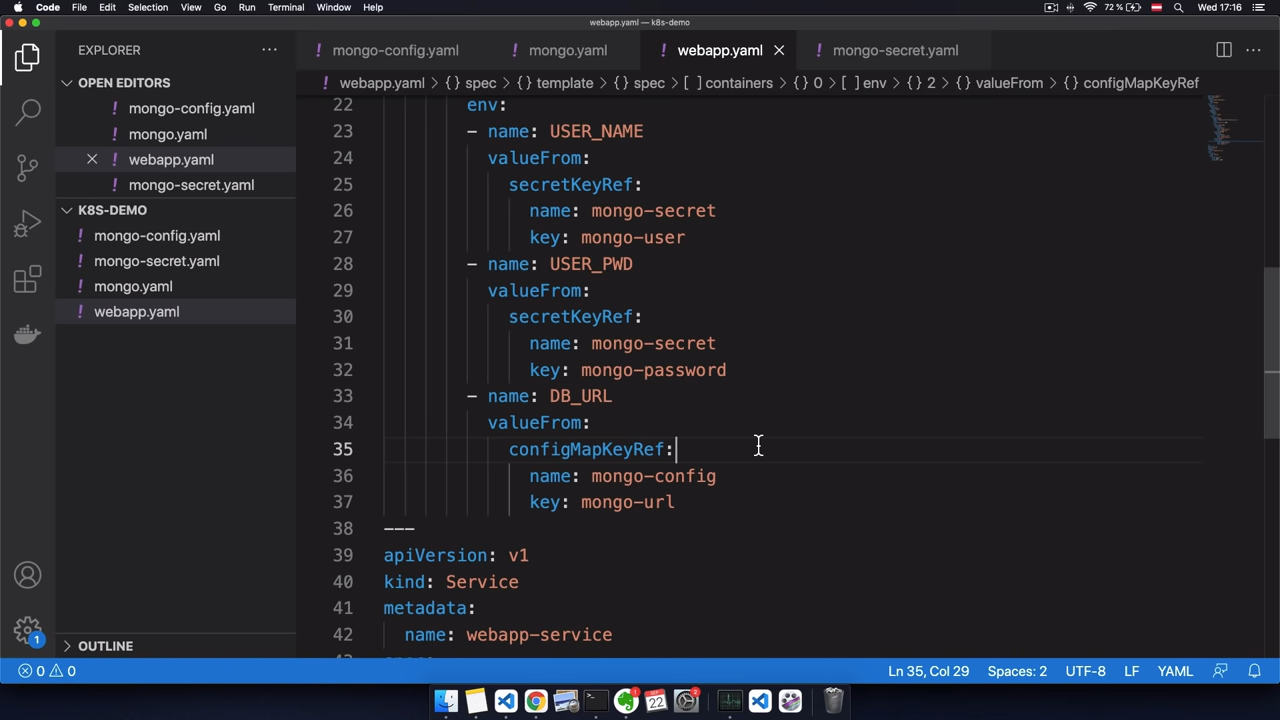 Code File Edit Selection View Go Run Terminal Window Help 72% Wed 17:16
webapp.yaml — k8s-demo
EXPLORER
OPEN EDITORS
! mongo-config.yaml
! mongo.yaml
! webapp.yaml
! mongo-secret.yaml
K8S-DEMO
! mongo-config.yaml
! mongo-secret.yaml
! mongo.yaml
! webapp.yaml
OUTLINE
1
! mongo-config.yaml ! mongo.yaml ! webapp.yaml ! mongo-secret.yaml
! webapp.yaml > {} spec > {} template > {} spec > [ ] containers > {} 0 > [ ] env > {} 2 > {} valueFrom > {} configMapKeyRef
22 env:
23 - name: USER_NAME
24 valueFrom:
25 secretKeyRef:
26 name: mongo-secret
27 key: mongo-user
28 - name: USER_PWD
29 valueFrom:
30 secretKeyRef:
31 name: mongo-secret
32 key: mongo-password
33 - name: DB_URL
34 valueFrom:
35 configMapKeyRef:
36 name: mongo-config
37 key: mongo-url
38 ---
39 apiVersion: v1
40 kind: Service
41 metadata:
42 name: webapp-service
0 0 Ln 35, Col 29 Spaces: 2 UTF-8 LF YAML
1 SEP 22 2